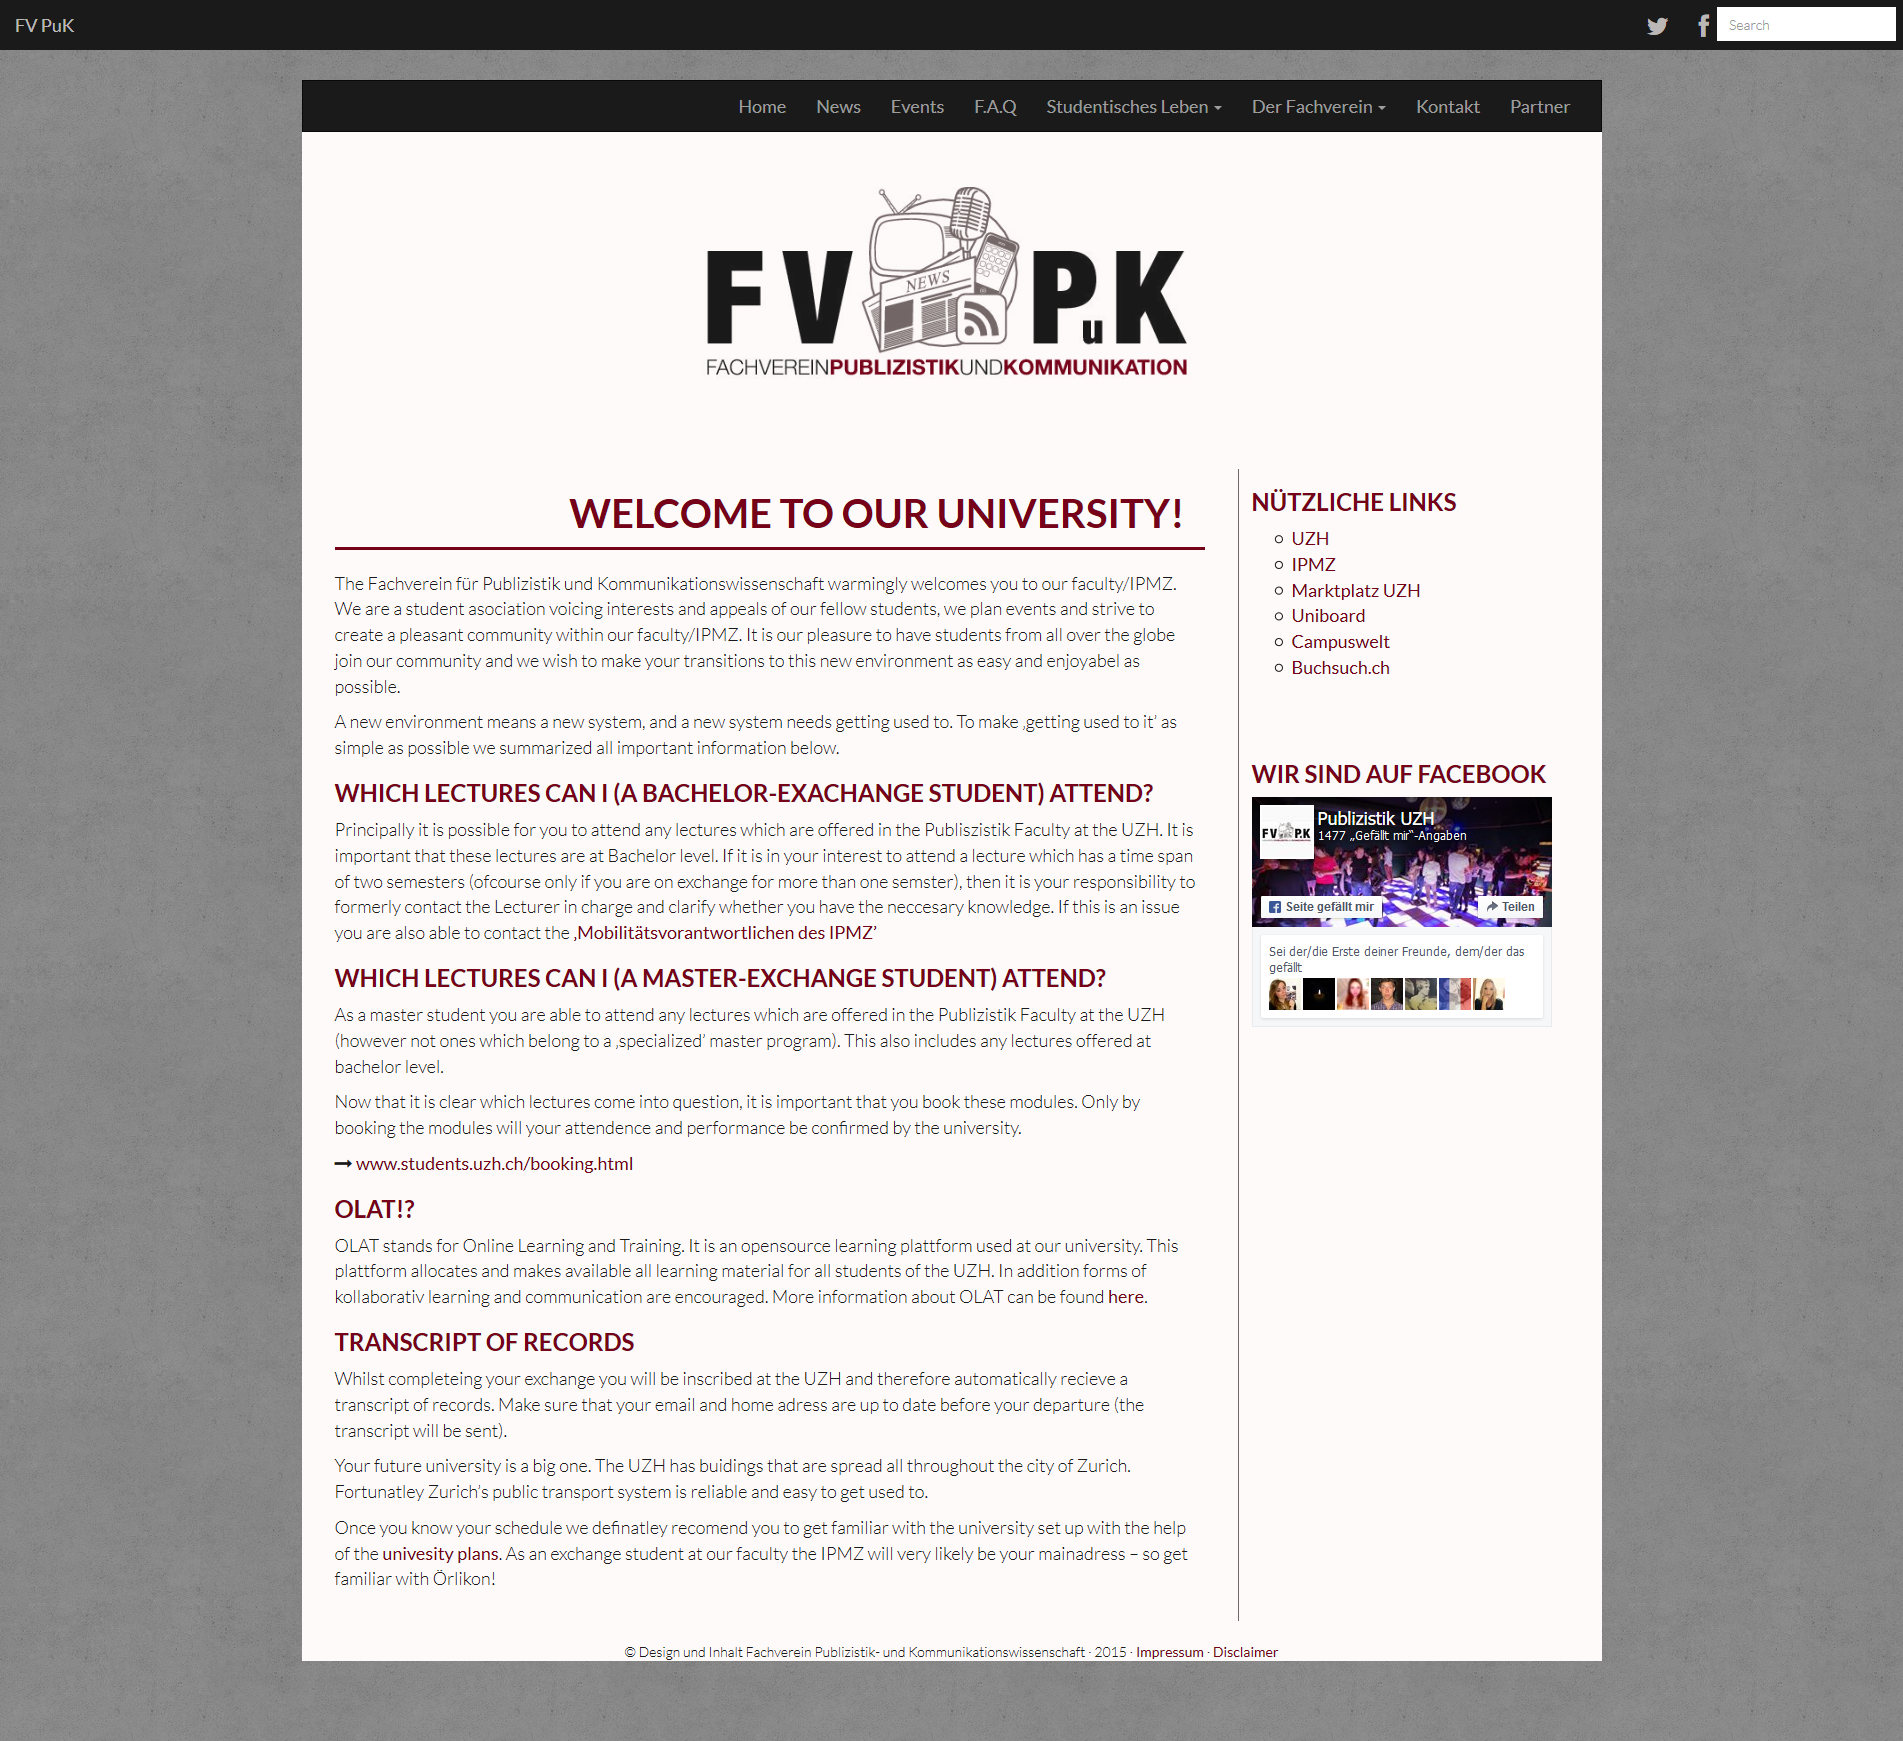 FV PuK
Search
Home News Events F.A.Q Studentisches Leben Der Fachverein Kontakt Partner
NEWS
FV PuK
FACHVEREINPUBLIZISTIKUNDKOMMUNIKATION
WELCOME TO OUR UNIVERSITY!
The Fachverein für Publizistik und Kommunikationswissenschaft warmingly welcomes you to our faculty/IPMZ.
We are a student asociation voicing interests and appeals of our fellow students, we plan events and strive to
create a pleasant community within our faculty/IPMZ. It is our pleasure to have students from all over the globe
join our community and we wish to make your transitions to this new environment as easy and enjoyabel as
possible.
A new environment means a new system, and a new system needs getting used to. To make ‚getting used to it’ as
simple as possible we summarized all important information below.
WHICH LECTURES CAN I (A BACHELOR-EXACHANGE STUDENT) ATTEND?
Principally it is possible for you to attend any lectures which are offered in the Publiszistik Faculty at the UZH. It is
important that these lectures are at Bachelor level. If it is in your interest to attend a lecture which has a time span
of two semesters (ofcourse only if you are on exchange for more than one semster), then it is your responsibility to
formerly contact the Lecturer in charge and clarify whether you have the neccesary knowledge. If this is an issue
you are also able to contact the ‚Mobilitätsvorantwortlichen des IPMZ’
WHICH LECTURES CAN I (A MASTER-EXCHANGE STUDENT) ATTEND?
As a master student you are able to attend any lectures which are offered in the Publizistik Faculty at the UZH
(however not ones which belong to a ‚specialized’ master program). This also includes any lectures offered at
bachelor level.
Now that it is clear which lectures come into question, it is important that you book these modules. Only by
booking the modules will your attendence and performance be confirmed by the university.
www.students.uzh.ch/booking.html
OLAT!?
OLAT stands for Online Learning and Training. It is an opensource learning plattform used at our university. This
plattform allocates and makes available all learning material for all students of the UZH. In addition forms of
kollaborativ learning and communication are encouraged. More information about OLAT can be found here.
TRANSCRIPT OF RECORDS
Whilst completeing your exchange you will be inscribed at the UZH and therefore automatically recieve a
transcript of records. Make sure that your email and home adress are up to date before your departure (the
transcript will be sent).
Your future university is a big one. The UZH has buidings that are spread all throughout the city of Zurich.
Fortunatley Zurich’s public transport system is reliable and easy to get used to.
Once you know your schedule we definatley recomend you to get familiar with the university set up with the help
of the univesity plans. As an exchange student at our faculty the IPMZ will very likely be your mainadress – so get
familiar with Örlikon!
NÜTZLICHE LINKS
UZH
IPMZ
Marktplatz UZH
Uniboard
Campuswelt
Buchsuch.ch
WIR SIND AUF FACEBOOK
FV PuK
Publizistik UZH
1477 „Gefällt mir“-Angaben
Seite gefällt mir Teilen
Sei der/die Erste deiner Freunde, dem/der das
gefällt
© Design und Inhalt Fachverein Publizistik- und Kommunikationswissenschaft · 2015 · Impressum · Disclaimer